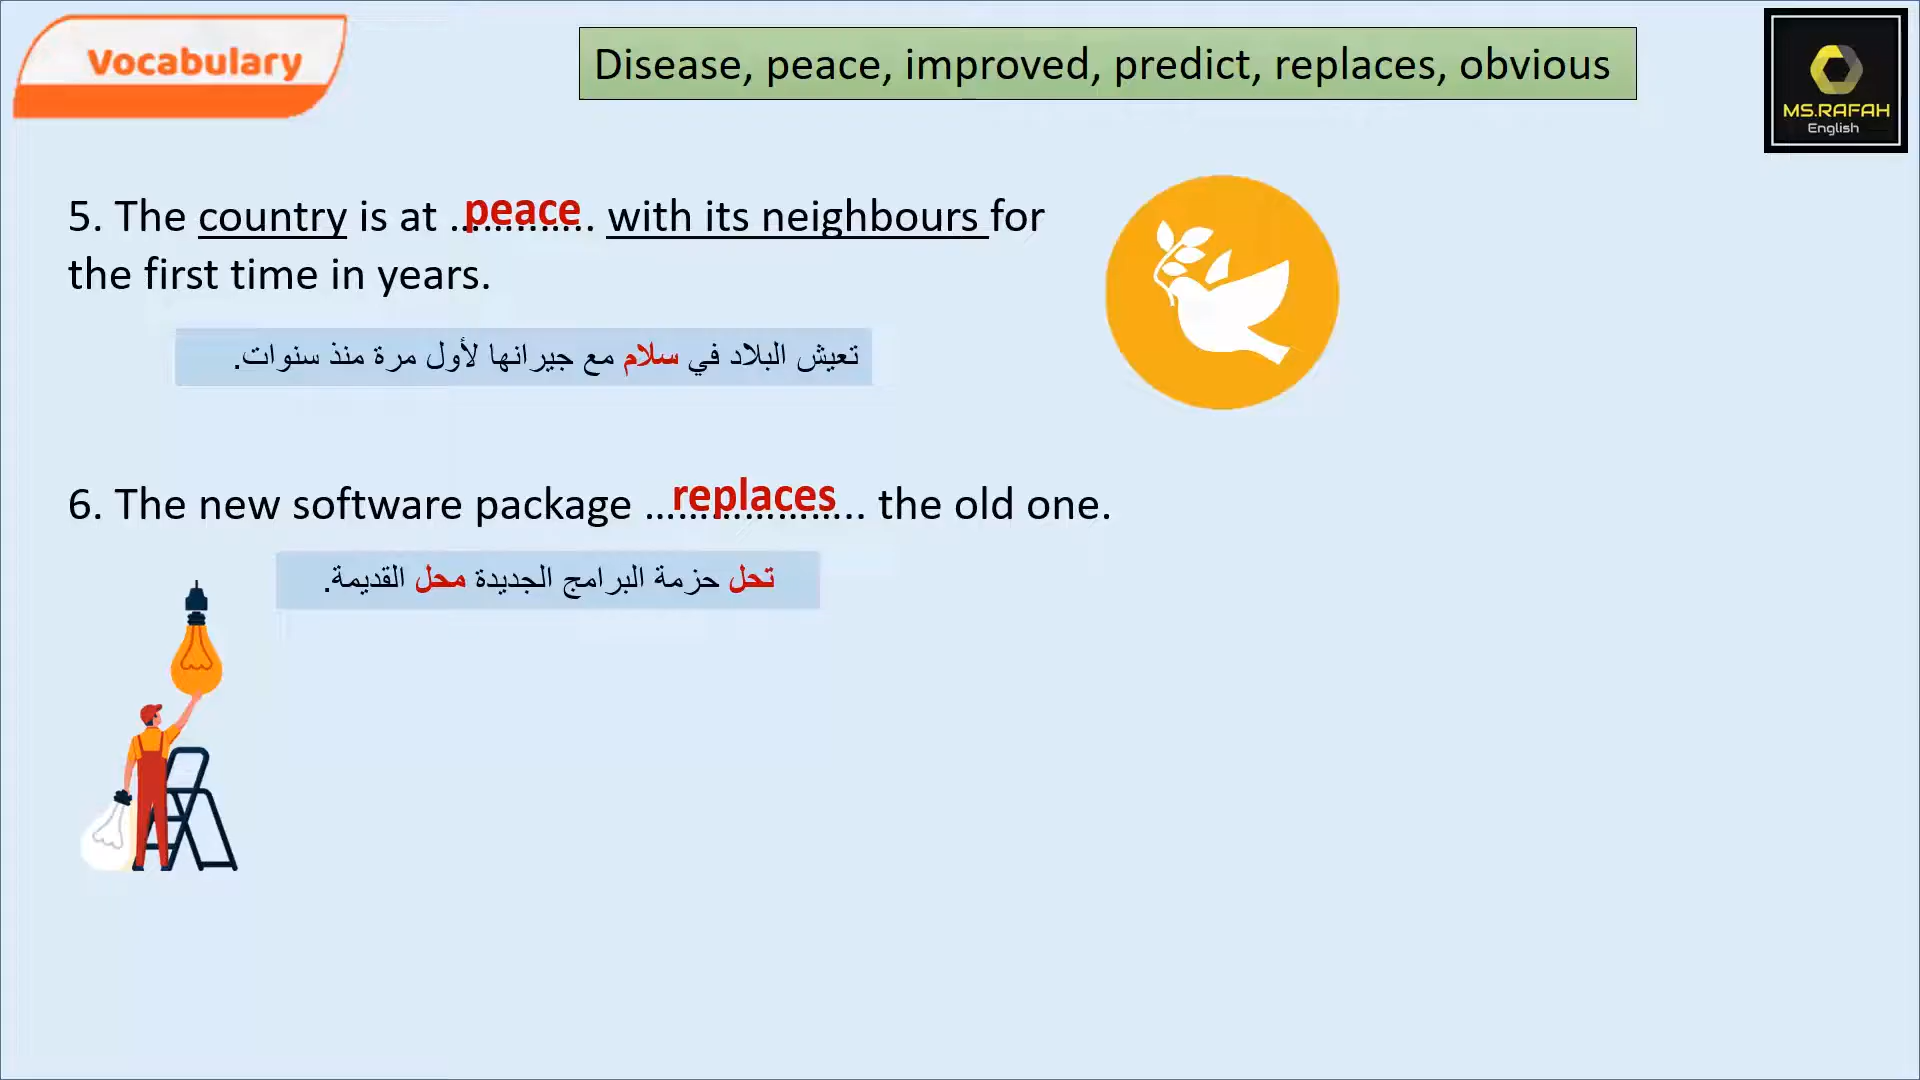 Vocabulary
Disease, peace, improved, predict, replaces, obvious
MS.RAFAH
English
5. The country is at ...peace... with its neighbours for
the first time in years.
تعيش البلاد في سلام مع جيرانها لأول مرة منذ سنوات.
6. The new software package ...replaces... the old one.
تحل حزمة البرامج الجديدة محل القديمة.